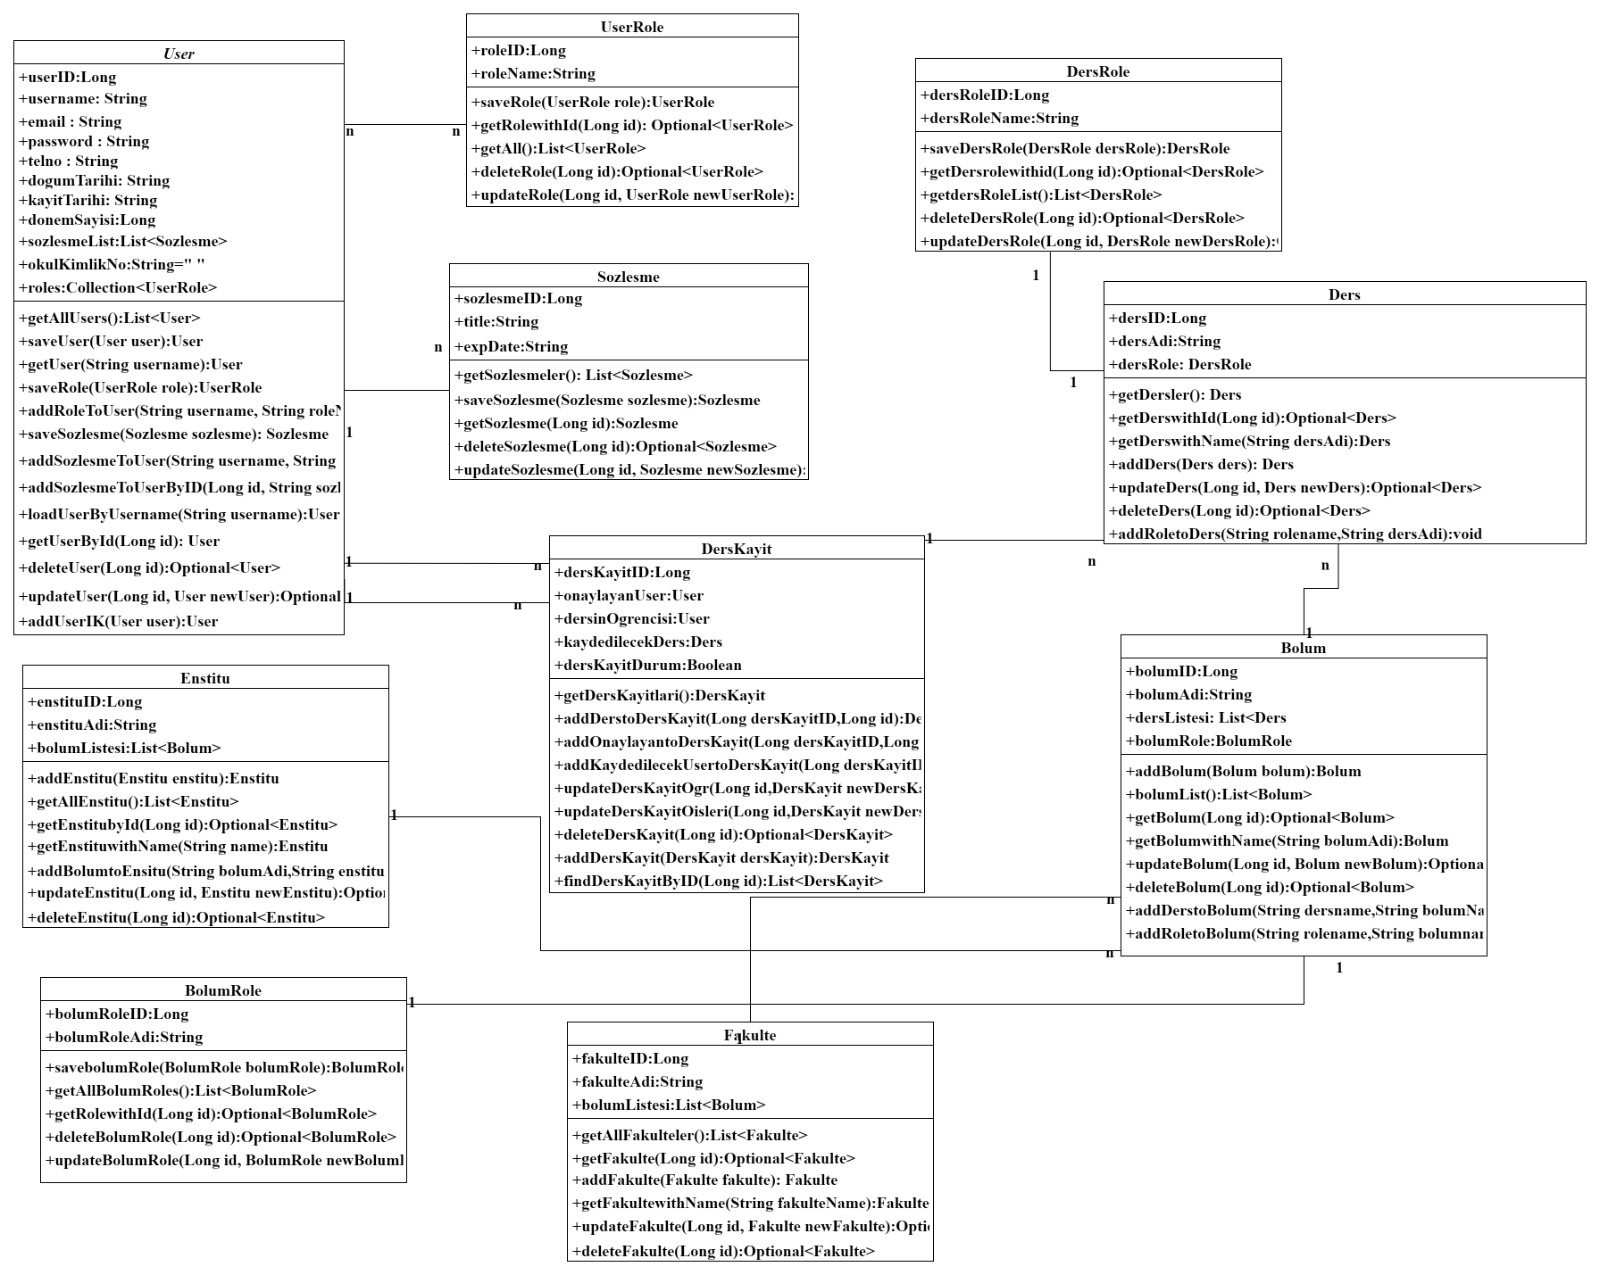 User
+userID:Long
+username: String
+email : String
+password : String
+telno : String
+dogumTarihi: String
+kayitTarihi: String
+donemSayisi:Long
+sozlesmeList:List<Sozlesme>
+okulKimlikNo:String=" "
+roles:Collection<UserRole>
+getAllUsers():List<User>
+saveUser(User user):User
+getUser(String username):User
+saveRole(UserRole role):UserRole
+addRoleToUser(String username, String
+saveSozlesme(Sozlesme sozlesme): Sozlesme
+addSozlesmeToUser(String username, String
+addSozlesmeToUserByID(Long id, String
+loadUserByUsername(String username):User
+getUserById(Long id): User
+deleteUser(Long id):Optional<User>
+updateUser(Long id, User newUser):Optional
+addUserIK(User user):User
n
n
1
n
1
n
1
n
UserRole
+roleID:Long
+roleName:String
+saveRole(UserRole role):UserRole
+getRolewithId(Long id): Optional<UserRole>
+getAll():List<UserRole>
+deleteRole(Long id):Optional<UserRole>
+updateRole(Long id, UserRole newUserRole):
Sozlesme
+sozlesmeID:Long
+title:String
+expDate:String
+getSozlesmeler(): List<Sozlesme>
+saveSozlesme(Sozlesme sozlesme):Sozlesme
+getSozlesme(Long id):Sozlesme
+deleteSozlesme(Long id):Optional<Sozlesme>
+updateSozlesme(Long id, Sozlesme newSozlesme):
DersRole
+dersRoleID:Long
+dersRoleName:String
+saveDersRole(DersRole dersRole):DersRole
+getDersrolewithid(Long id):Optional<DersRole>
+getdersRoleList():List<DersRole>
+deleteDersRole(Long id):Optional<DersRole>
+updateDersRole(Long id, DersRole newDersRole):
1
1
Ders
+dersID:Long
+dersAdi:String
+dersRole: DersRole
+getDersler(): Ders
+getDerswithId(Long id):Optional<Ders>
+getDerswithName(String dersAdi):Ders
+addDers(Ders ders): Ders
+updateDers(Long id, Ders newDers):Optional<Ders>
+deleteDers(Long id):Optional<Ders>
+addRoletoDers(String rolename,String dersAdi):void
1
n
n
1
DersKayit
+dersKayitID:Long
+onaylayanUser:User
+dersinOgrencisi:User
+kaydedilecekDers:Ders
+dersKayitDurum:Boolean
+getDersKayitlari():DersKayit
+addDerstoDersKayit(Long dersKayitID,Long id):De
+addOnaylayantoDersKayit(Long dersKayitID,Long
+addKaydedilecekUsertoDersKayit(Long
+updateDersKayitOgr(Long id,DersKayit
+updateDersKayitOisleri(Long id,DersKayit
+deleteDersKayit(Long id):Optional<DersKayit>
+addDersKayit(DersKayit dersKayit):DersKayit
+findDersKayitByID(Long id):List<DersKayit>
Bolum
+bolumID:Long
+bolumAdi:String
+dersListesi: List<Ders
+bolumRole:BolumRole
+addBolum(Bolum bolum):Bolum
+bolumList():List<Bolum>
+getBolum(Long id):Optional<Bolum>
+getBolumwithName(String bolumAdi):Bolum
+updateBolum(Long id, Bolum newBolum):Optiona
+deleteBolum(Long id):Optional<Bolum>
+addDerstoBolum(String dersname,String bolumNa
+addRoletoBolum(String rolename,String
Enstitu
+enstituID:Long
+enstituAdi:String
+bolumListesi:List<Bolum>
+addEnstitu(Enstitu enstitu):Enstitu
+getAllEnstitu():List<Enstitu>
+getEnstitubyId(Long id):Optional<Enstitu>
+getEnstituwithName(String name):Enstitu
+addBolumtoEnsitu(String bolumAdi,String enstitu
+updateEnstitu(Long id, Enstitu newEnstitu):Optio
+deleteEnstitu(Long id):Optional<Enstitu>
1
n
n
1
1
BolumRole
+bolumRoleID:Long
+bolumRoleAdi:String
+savebolumRole(BolumRole bolumRole):BolumRol
+getAllBolumRoles():List<BolumRole>
+getRolewithId(Long id):Optional<BolumRole>
+deleteBolumRole(Long id):Optional<BolumRole>
+updateBolumRole(Long id, BolumRole
Fakulte
1
+fakulteID:Long
+fakulteAdi:String
+bolumListesi:List<Bolum>
+getAllFakulteler():List<Fakulte>
+getFakulte(Long id):Optional<Fakulte>
+addFakulte(Fakulte fakulte): Fakulte
+getFakultewithName(String fakulteName):Fakulte
+updateFakulte(Long id, Fakulte newFakulte):Opti
+deleteFakulte(Long id):Optional<Fakulte>